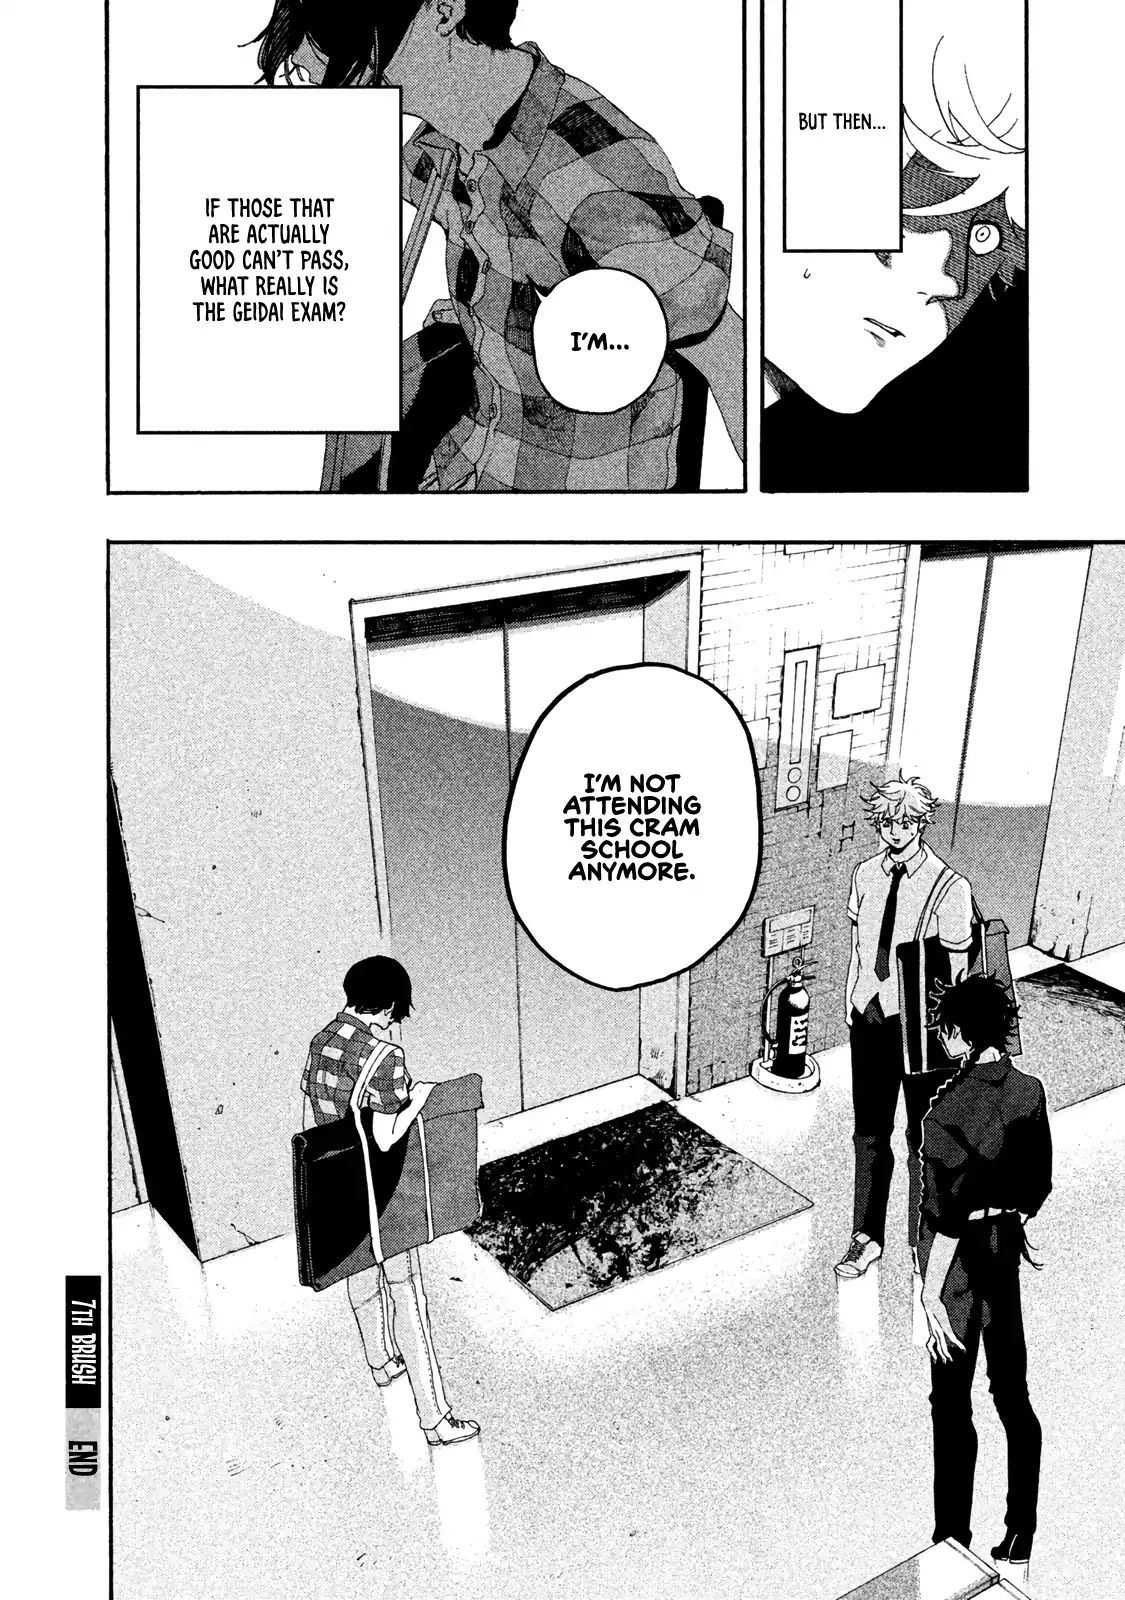 BUT THEN...
IF THOSE THAT
ARE ACTUALLY
GOOD CAN'T PASS,
WHAT REALLY IS
THE GEIDAI EXAM?
I'M...
I'M NOT
ATTENDING
THIS CRAM
SCHOOL
ANYMORE.
7TH BRUSH
END